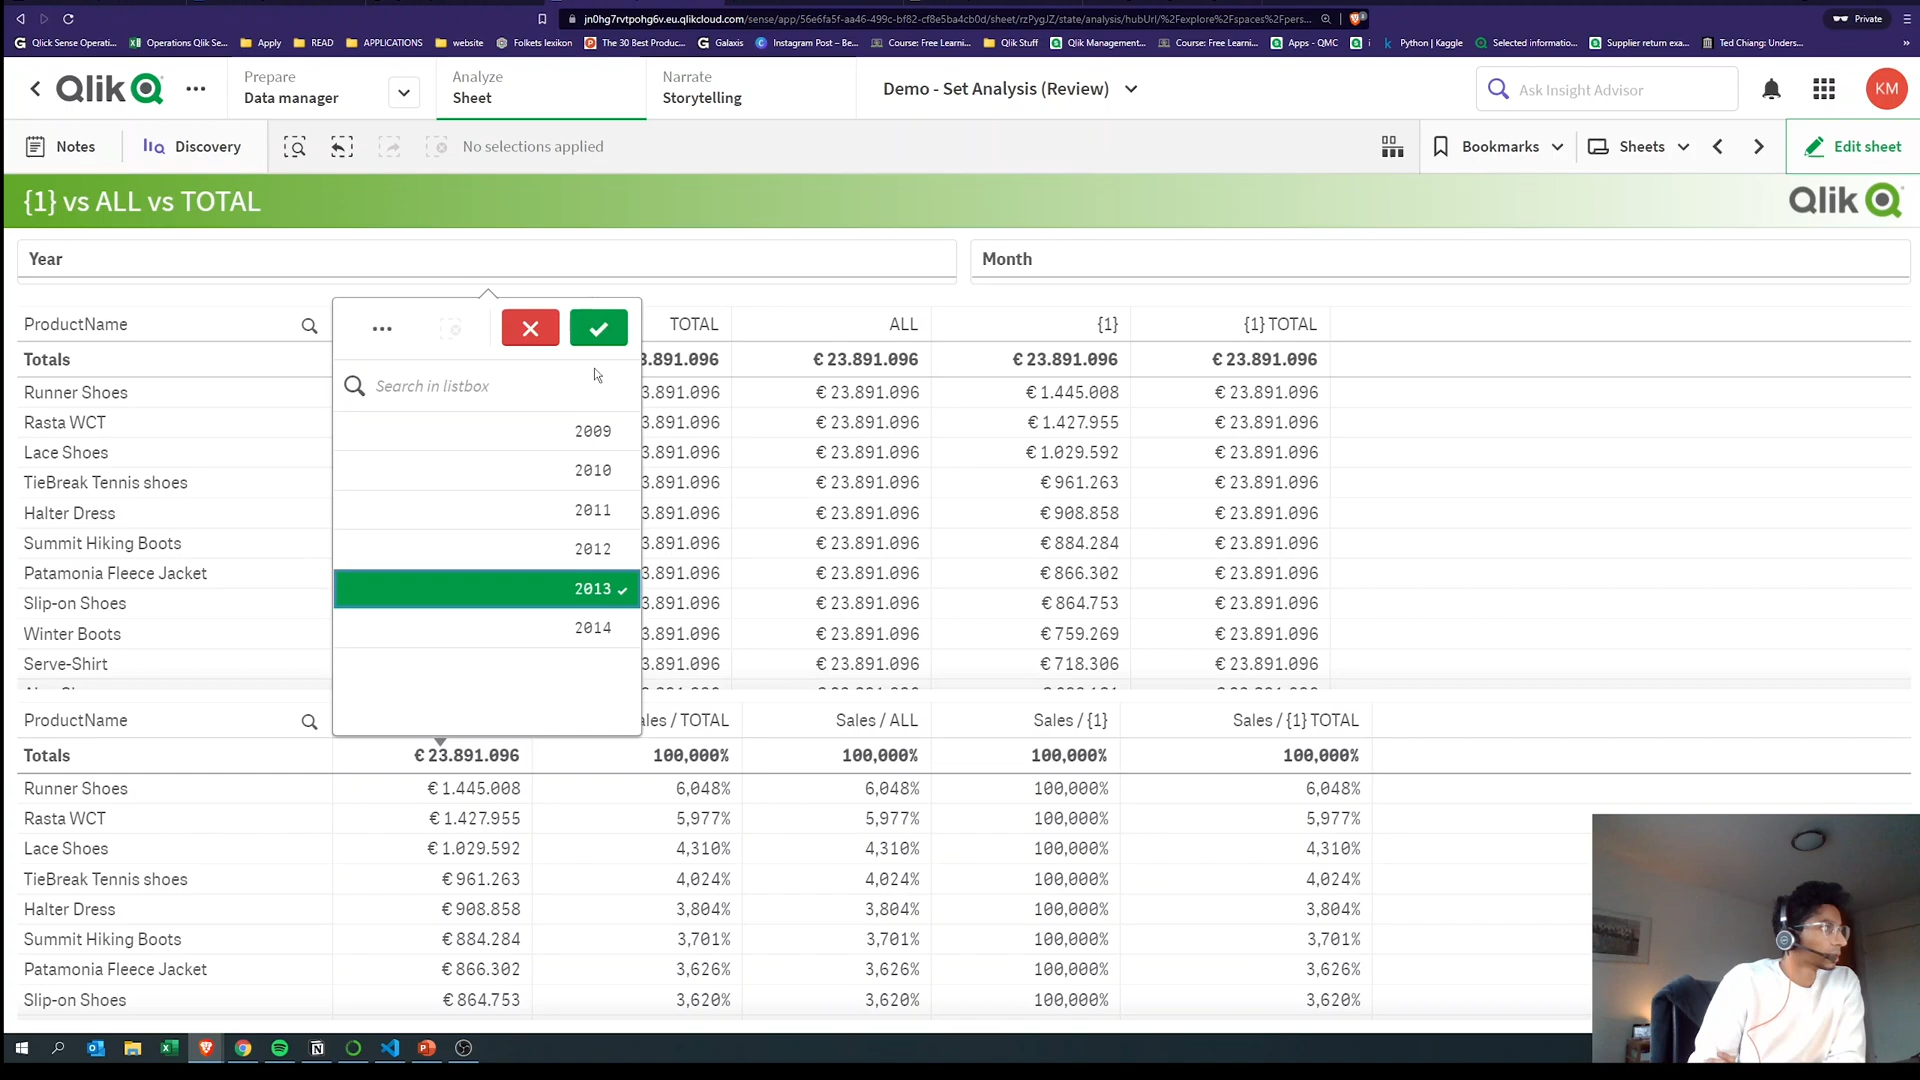 jn0hg7rvtpohg6v.eu.qlikcloud.com/sense/app/56e6fa5f-aa46-499c-bf82-cf8e5ba4cb0d/sheet/rzPygJZ/state/analysis/hubUrl/%2Fexplore%2Fspaces%2Fpers... Private
Qlick Sense Operati... Operations Qlik Se... Apply READ APPLICATIONS website Folkets lexikon The 30 Best Produc... Galaxis Instagram Post – Be... Course: Free Learni... Qlik Stuff Qlik Management... Course: Free Learni... Apps - QMC Python | Kaggle Selected informatio... Supplier return exa... Ted Chiang: Unders... »
Qlik ... Prepare Analyze Narrate
Data manager Sheet Storytelling Demo - Set Analysis (Review) Ask Insight Advisor KM
Notes Discovery No selections applied Bookmarks Sheets Edit sheet
{1} vs ALL vs TOTAL Qlik
Year Month
ProductName TOTAL ALL {1} {1} TOTAL
Totals 3.891.096 € 23.891.096 € 23.891.096 € 23.891.096
Runner Shoes 3.891.096 € 23.891.096 € 1.445.008 € 23.891.096
Rasta WCT 3.891.096 € 23.891.096 € 1.427.955 € 23.891.096
Lace Shoes 3.891.096 € 23.891.096 € 1.029.592 € 23.891.096
TieBreak Tennis shoes 3.891.096 € 23.891.096 € 961.263 € 23.891.096
Halter Dress 3.891.096 € 23.891.096 € 908.858 € 23.891.096
Summit Hiking Boots 3.891.096 € 23.891.096 € 884.284 € 23.891.096
Patamonia Fleece Jacket 3.891.096 € 23.891.096 € 866.302 € 23.891.096
Slip-on Shoes 3.891.096 € 23.891.096 € 864.753 € 23.891.096
Winter Boots 3.891.096 € 23.891.096 € 759.269 € 23.891.096
Serve-Shirt 3.891.096 € 23.891.096 € 718.306 € 23.891.096
...
Search in listbox
2009
2010
2011
2012
2013
2014
ProductName ales / TOTAL Sales / ALL Sales / {1} Sales / {1} TOTAL
Totals € 23.891.096 100,000% 100,000% 100,000% 100,000%
Runner Shoes € 1.445.008 6,048% 6,048% 100,000% 6,048%
Rasta WCT € 1.427.955 5,977% 5,977% 100,000% 5,977%
Lace Shoes € 1.029.592 4,310% 4,310% 100,000% 4,310%
TieBreak Tennis shoes € 961.263 4,024% 4,024% 100,000% 4,024%
Halter Dress € 908.858 3,804% 3,804% 100,000% 3,804%
Summit Hiking Boots € 884.284 3,701% 3,701% 100,000% 3,701%
Patamonia Fleece Jacket € 866.302 3,626% 3,626% 100,000% 3,626%
Slip-on Shoes € 864.753 3,620% 3,620% 100,000% 3,620%